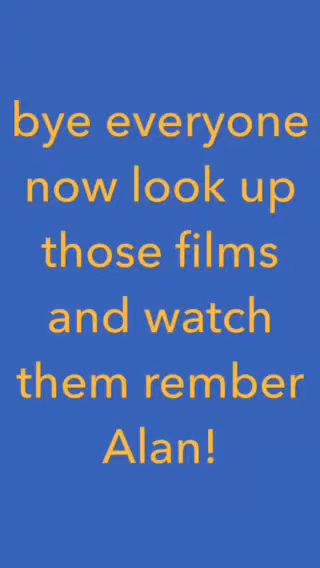 bye everyone
now look up
those films
and watch
them rember
Alan!